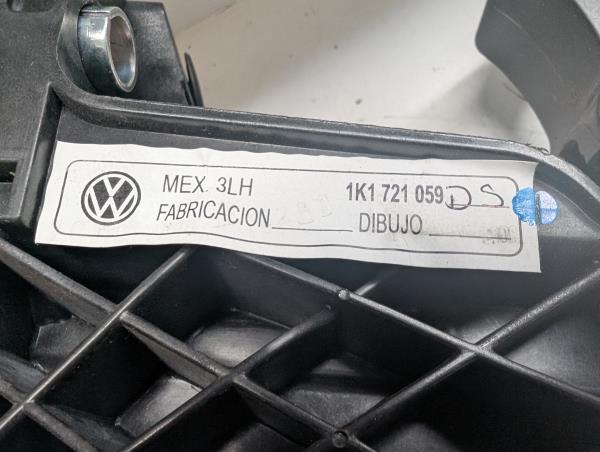 MEX. 3LH 1K1 721 059 DS
FABRICACION DIBUJO